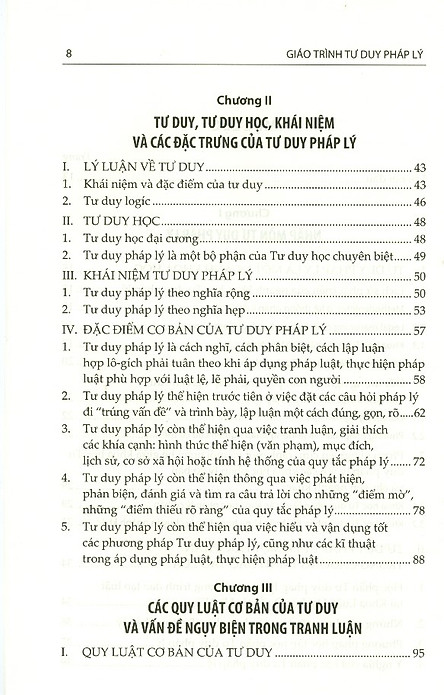 8 GIÁO TRÌNH TƯ DUY PHÁP LÝ
Chương II
TƯ DUY, TƯ DUY HỌC, KHÁI NIỆM
VÀ CÁC ĐẶC TRƯNG CỦA TƯ DUY PHÁP LÝ
I. LÝ LUẬN VỀ TƯ DUY ... 43
1. Khái niệm và đặc điểm của tư duy ... 43
2. Tư duy logíc ... 46
II. TƯ DUY HỌC ... 48
1. Tư duy học đại cương ... 48
2. Tư duy pháp lý là một bộ phận của Tư duy học chuyên biệt ... 49
III. KHÁI NIỆM TƯ DUY PHÁP LÝ ... 50
1. Tư duy pháp lý theo nghĩa rộng ... 50
2. Tư duy pháp lý theo nghĩa hẹp ... 53
IV. ĐẶC ĐIỂM CƠ BẢN CỦA TƯ DUY PHÁP LÝ ... 57
1. Tư duy pháp lý là cách nghĩ, cách phân biệt, cách lập luận
hợp lô-gích phải tuân theo khi áp dụng pháp luật, thực hiện pháp
luật phù hợp với luật lệ, lẽ phải, quyền con người ... 58
2. Tư duy pháp lý thể hiện trước tiên ở việc đặt các câu hỏi pháp lý
đi "trúng vấn đề" và trình bày, lập luận một cách đúng, gọn, rõ ... 62
3. Tư duy pháp lý còn thể hiện qua việc tranh luận, giải thích
các khía cạnh: hình thức thể hiện (văn phạm), mục đích,
lịch sử, cơ sở xã hội hoặc tính hệ thống của quy tắc pháp lý ... 72
4. Tư duy pháp lý còn thể hiện thông qua việc phát hiện,
phản biện, đánh giá và tìm ra câu trả lời cho những "điểm mờ",
những "điểm thiếu rõ ràng" của quy tắc pháp lý ... 78
5. Tư duy pháp lý còn thể hiện qua việc hiểu và vận dụng tốt
các phương pháp Tư duy pháp lý, cũng như các kĩ thuật
trong áp dụng pháp luật, thực hiện pháp luật ... 88
Chương III
CÁC QUY LUẬT CƠ BẢN CỦA TƯ DUY
VÀ VẤN ĐỀ NGỤY BIỆN TRONG TRANH LUẬN
I. QUY LUẬT CƠ BẢN CỦA TƯ DUY ... 95